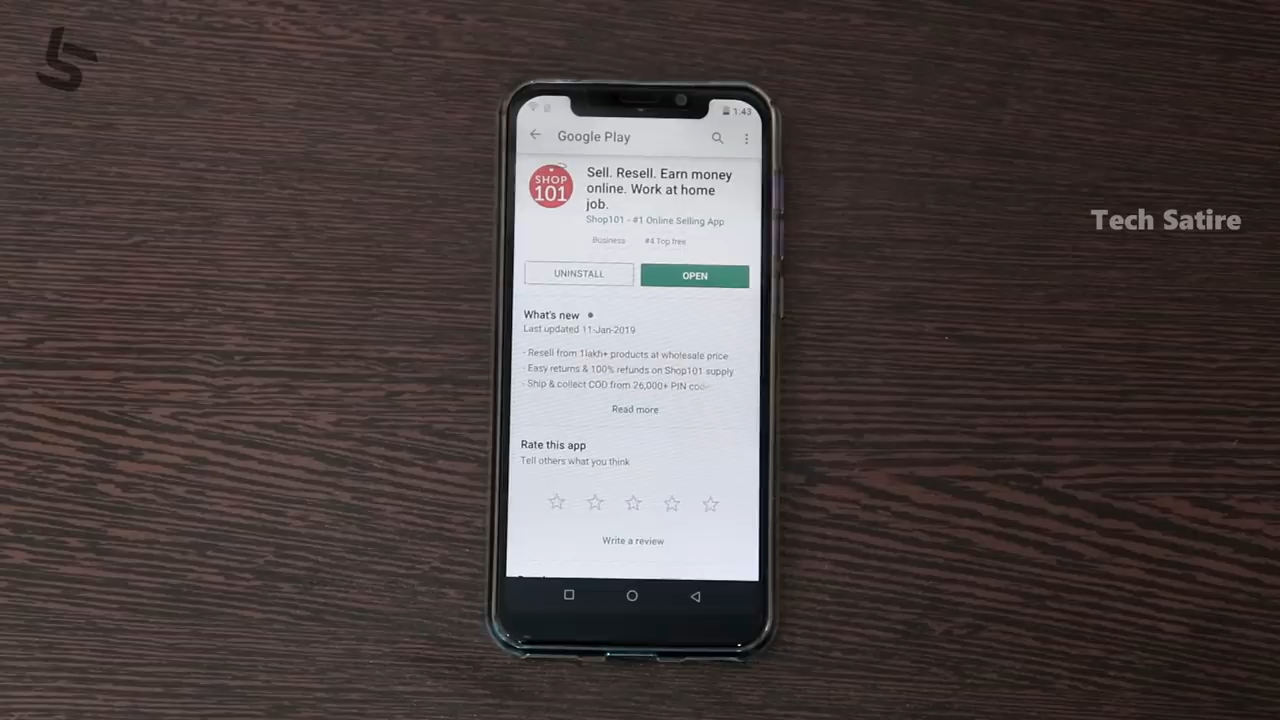 Tech Satire
1:43
Google Play
SHOP
101
Sell. Resell. Earn money
online. Work at home
job.
Shop101 - #1 Online Selling App
Business
#4 Top free
UNINSTALL
OPEN
What's new
Last updated 11-Jan-2019
- Resell from 1lakh+ products at wholesale price
- Easy returns & 100% refunds on Shop101 supply
- Ship & collect COD from 26,000+ PIN
Read more
Rate this app
Tell others what you think
Write a review